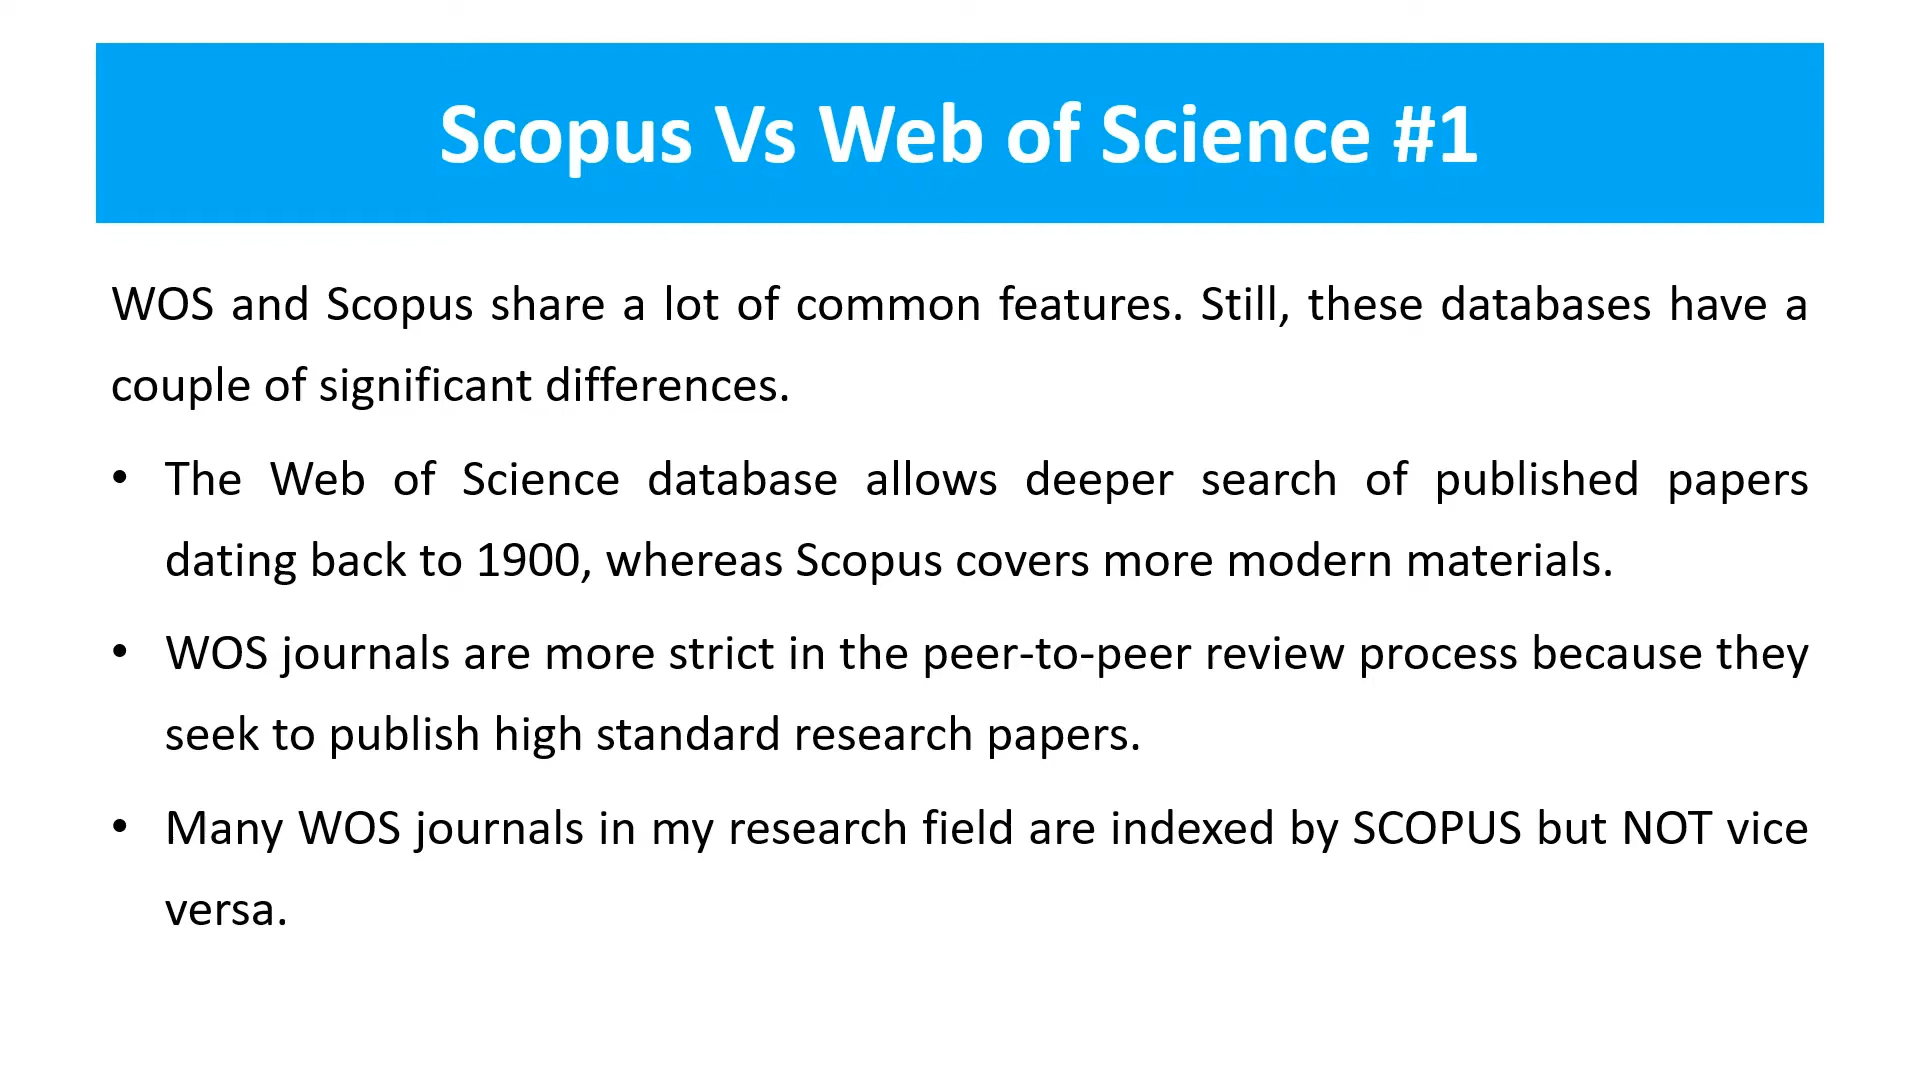 Scopus Vs Web of Science #1
WOS and Scopus share a lot of common features. Still, these databases have a
couple of significant differences.
• The Web of Science database allows deeper search of published papers
dating back to 1900, whereas Scopus covers more modern materials.
• WOS journals are more strict in the peer-to-peer review process because they
seek to publish high standard research papers.
• Many WOS journals in my research field are indexed by SCOPUS but NOT vice
versa.